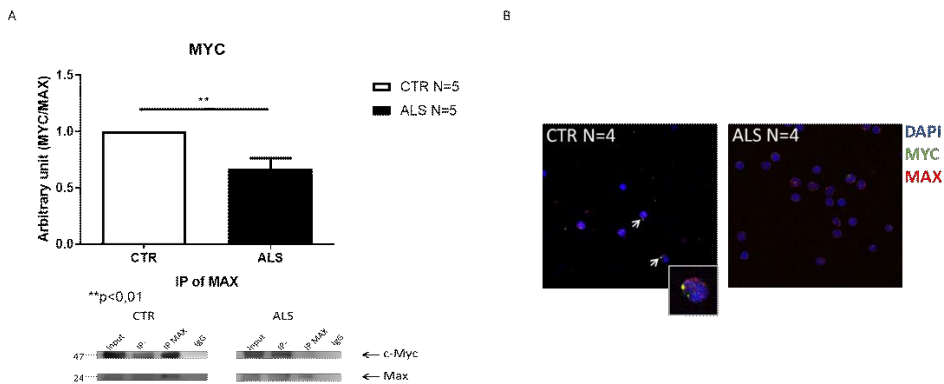 A
MYC
Arbitrary unit (MYC/MAX)
1.5
1.0
0.5
0.0
**
CTR
ALS
CTR N=5
ALS N=5
IP of MAX
**p<0,01
CTR
ALS
Input
IP-
IP MAX
IgG
Input
IP-
IP MAX
IgG
47
c-Myc
24
Max
B
CTR N=4
ALS N=4
DAPI
MYC
MAX